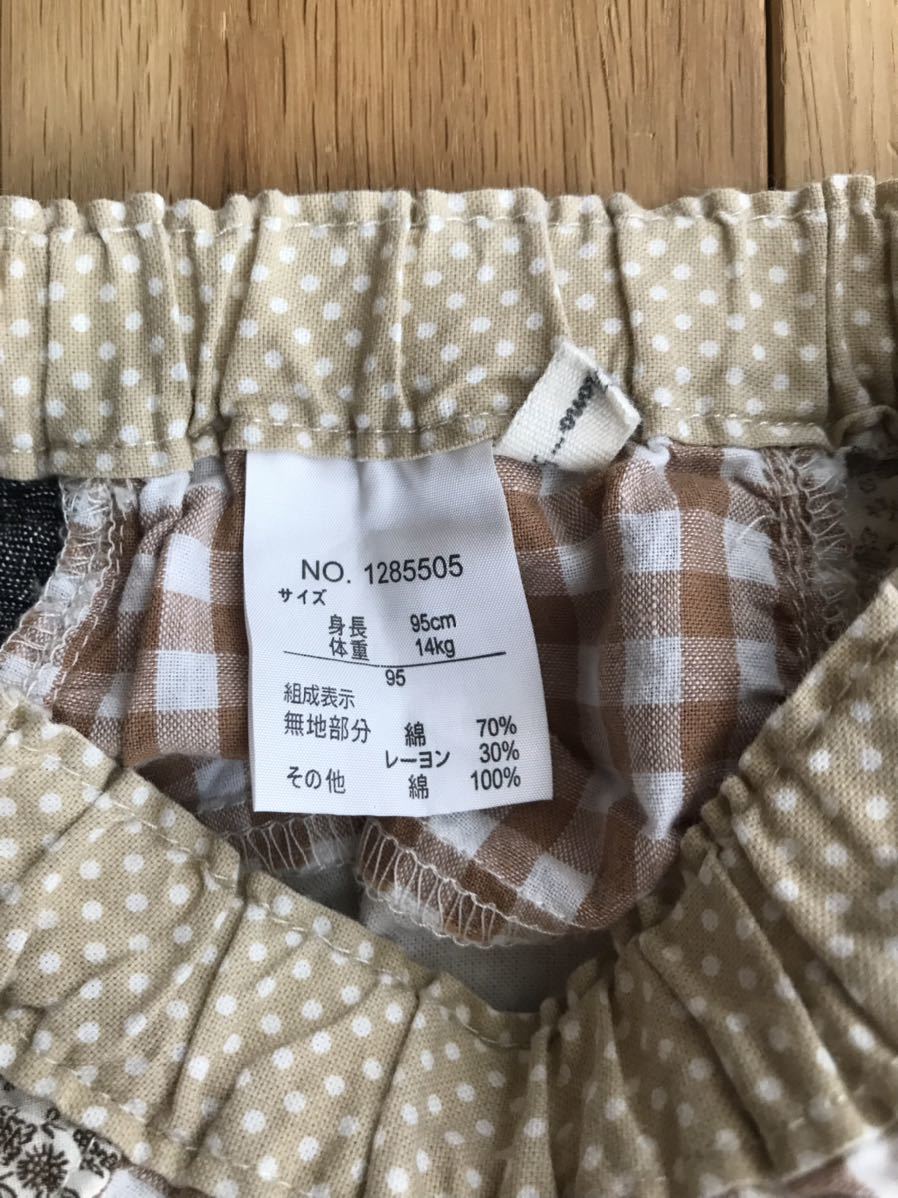 NO. 1285505
サイズ
身長 95cm
体重 14kg
95
組成表示
無地部分 綿 70%
レーヨン 30%
その他 綿 100%